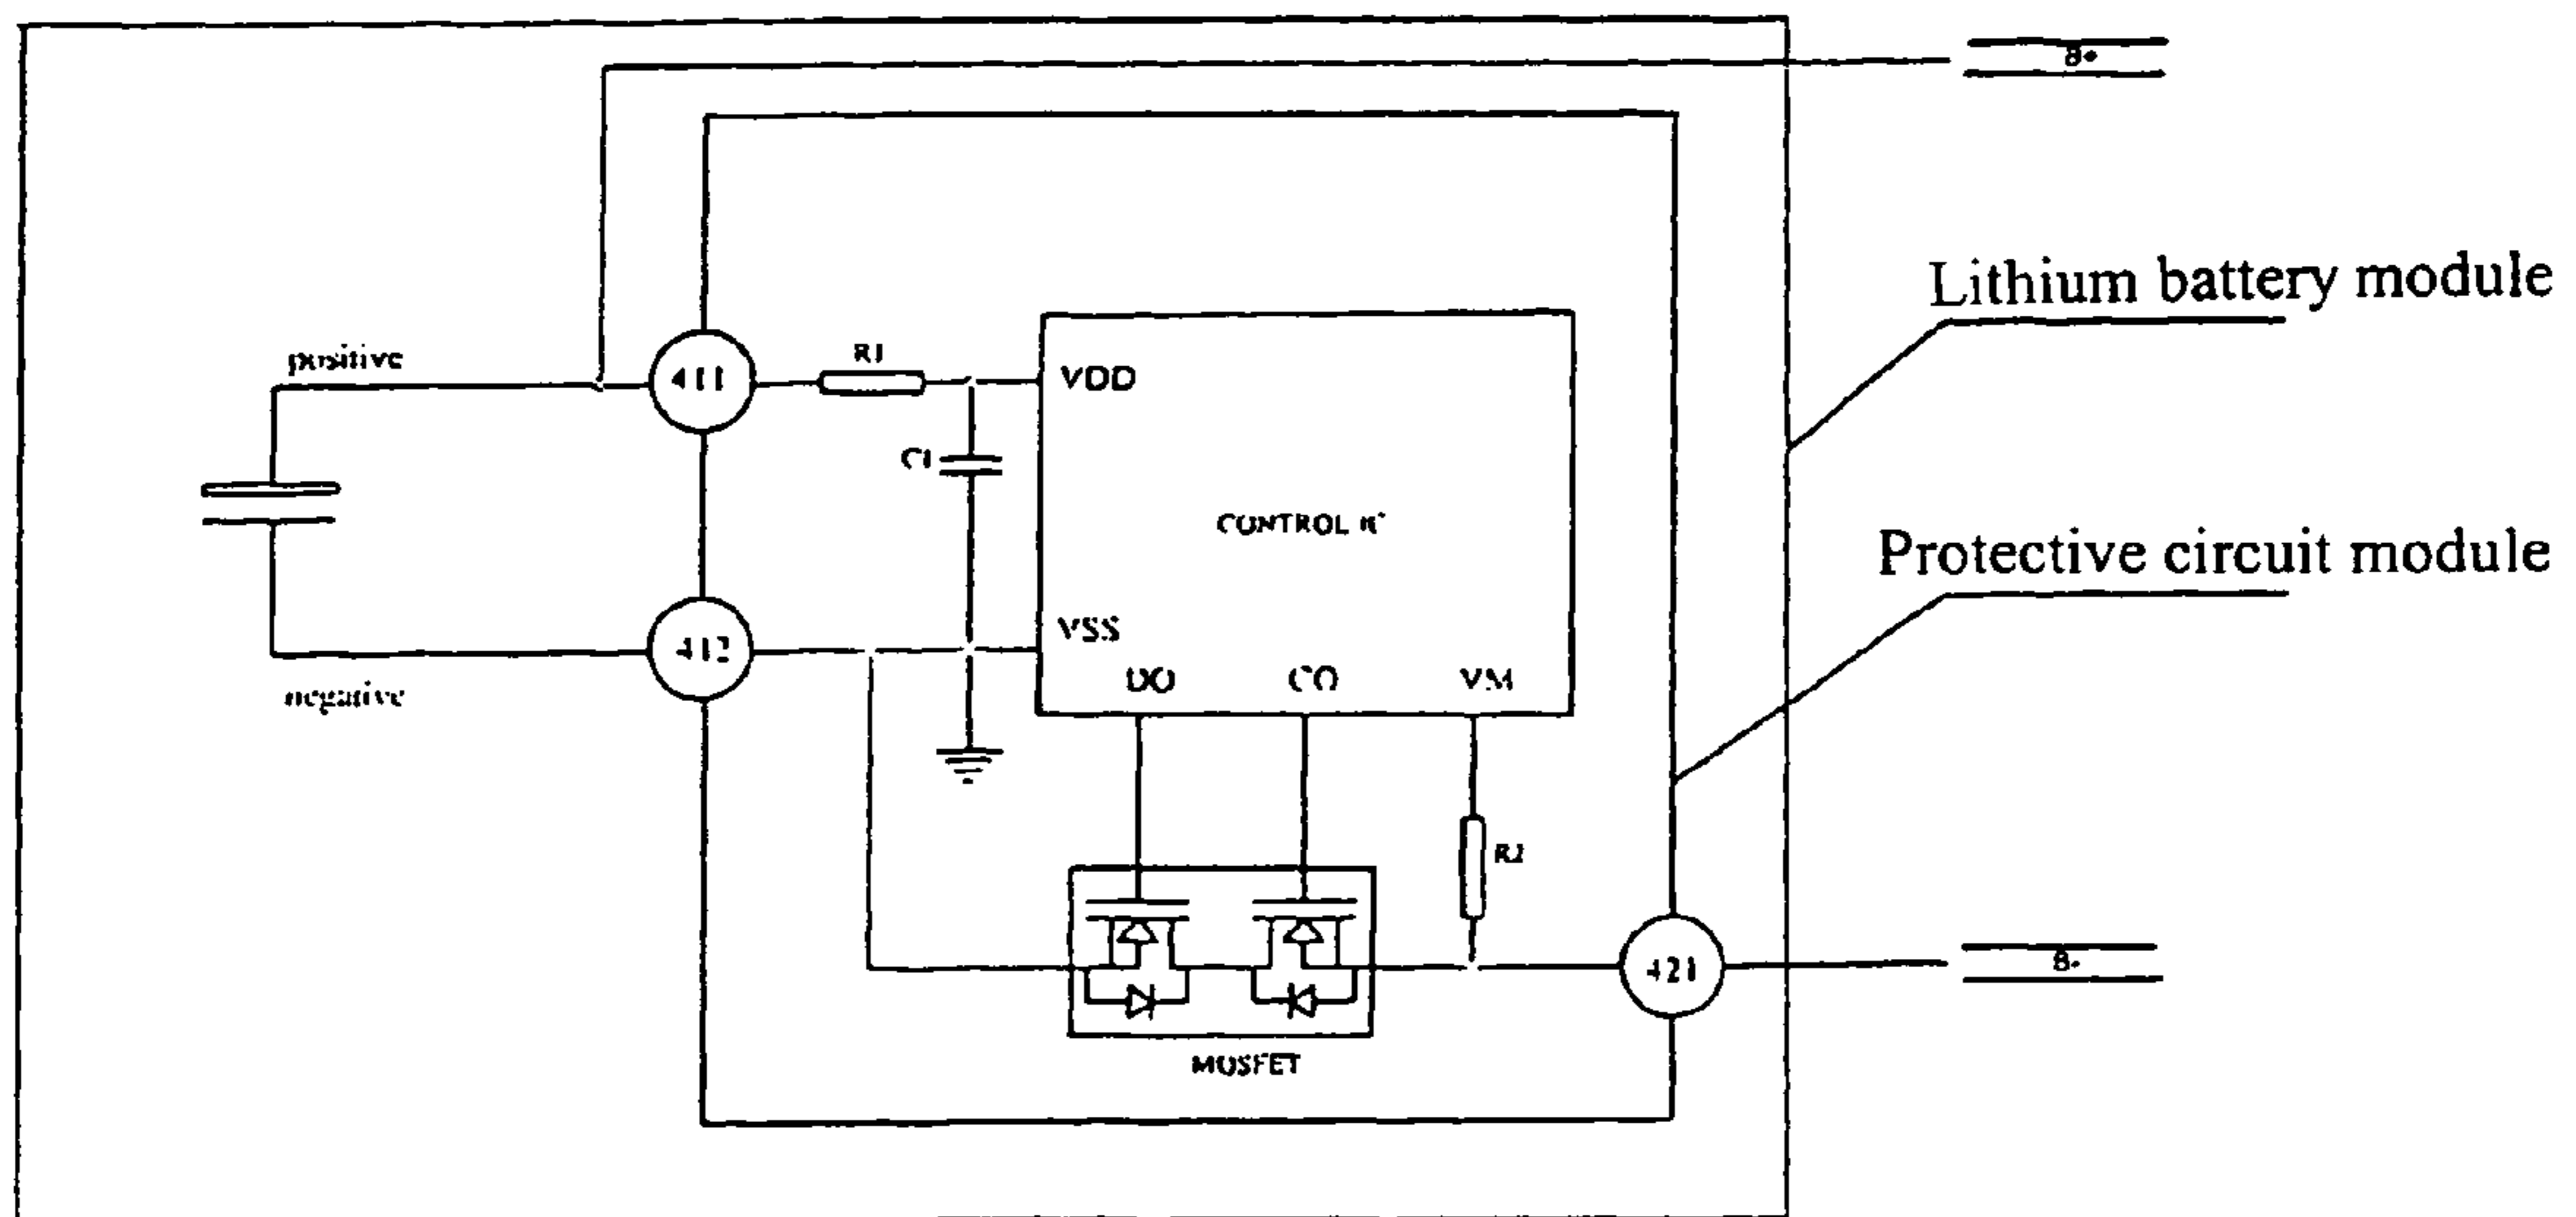 B+
Lithium battery module
positive
411
R1
VDD
C1
CONTROL
Protective circuit module
412
VSS
negative
DO
CO
VM
R2
421
B-
MOSFET